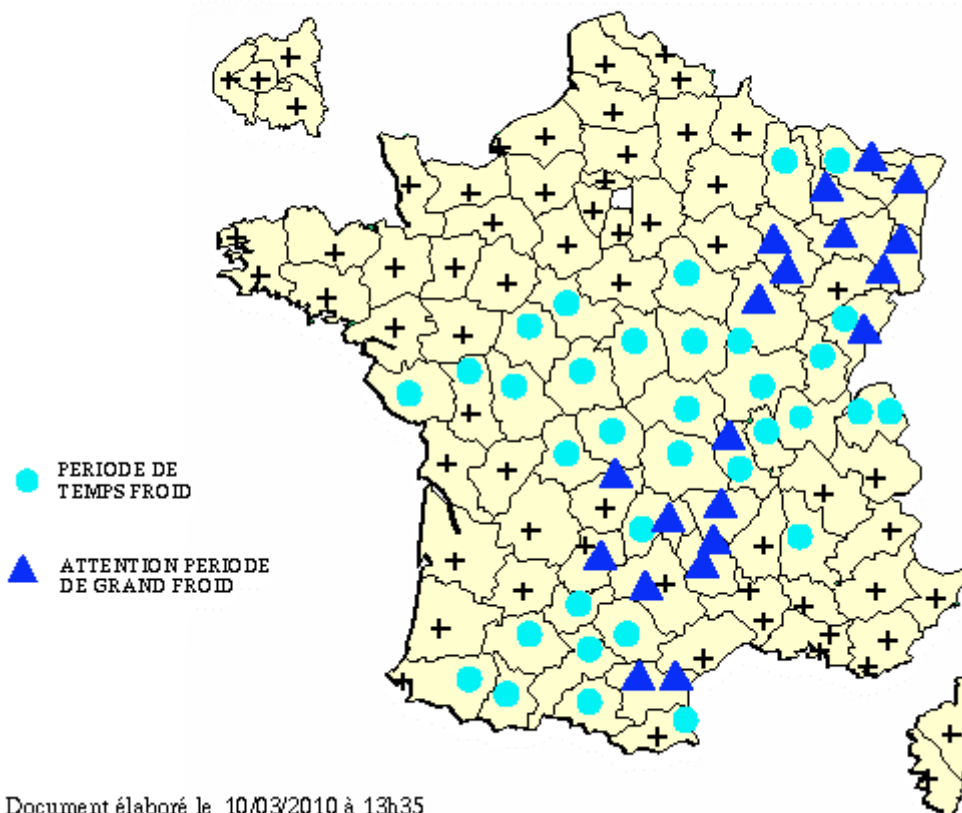 PERIODE DE
TEMPS FROID
ATTENTION PERIODE
DE GRAND FROID
Document élaboré le 10/03/2010 à 13h35